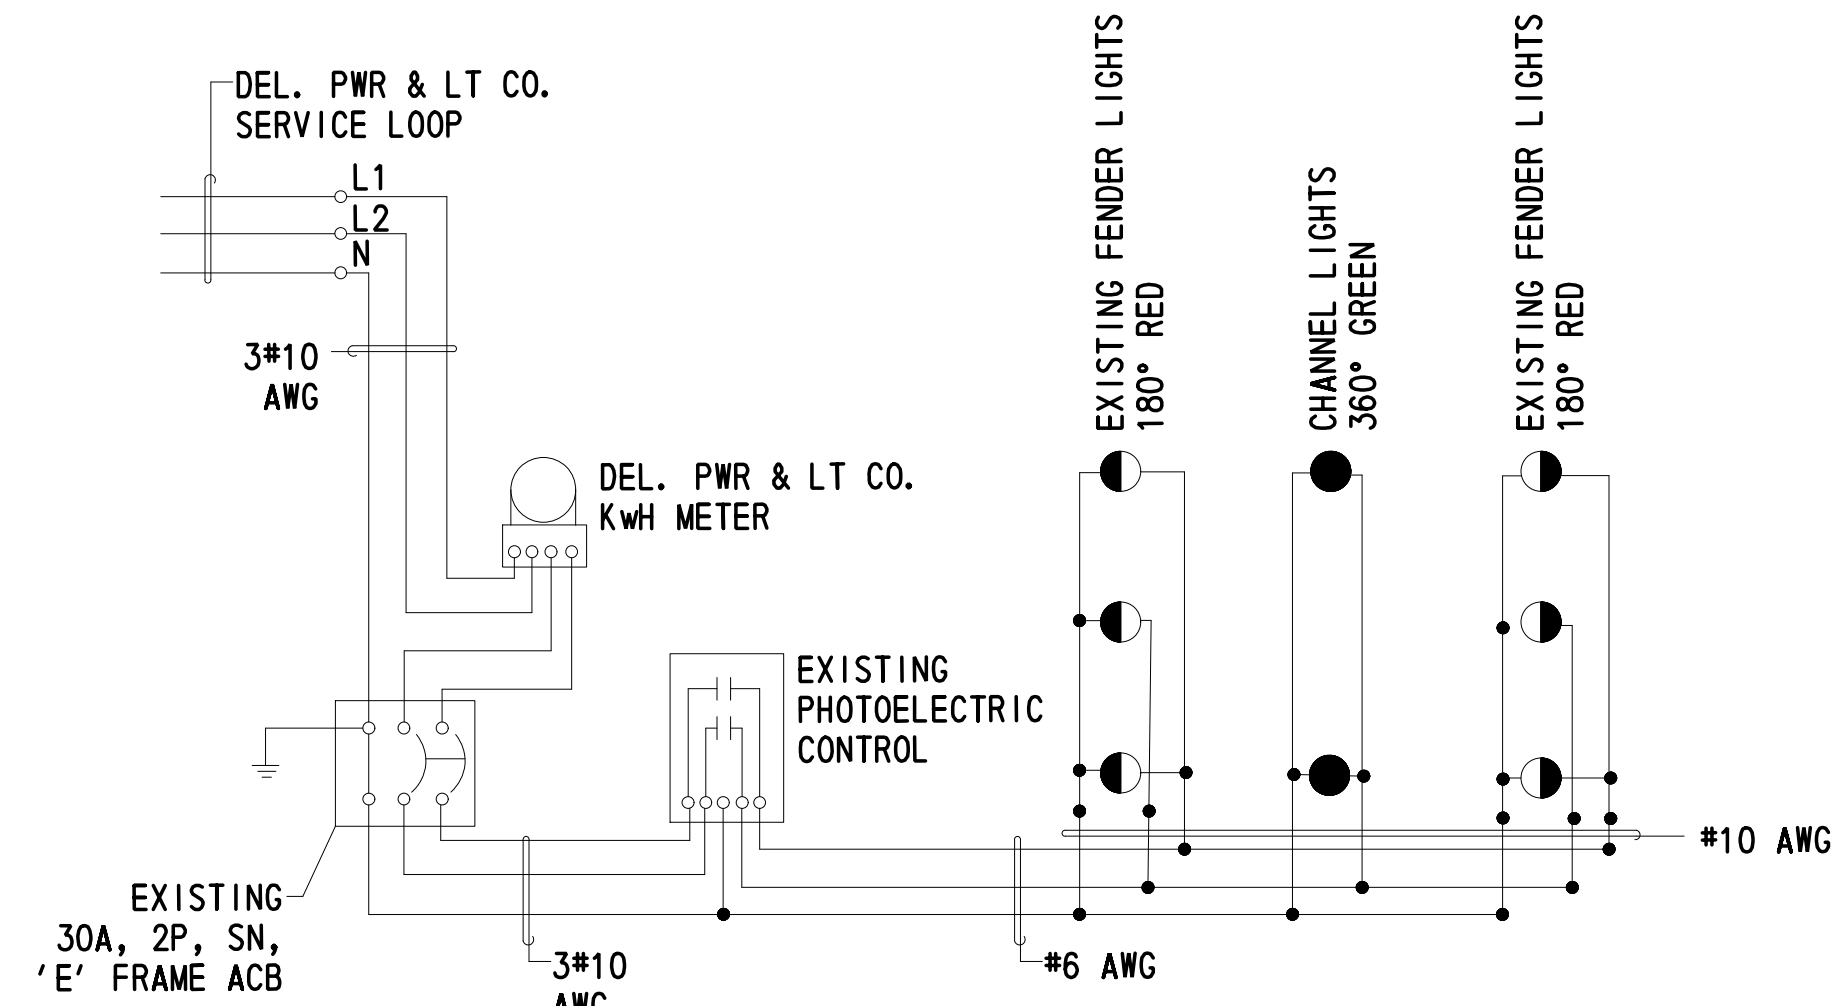 DEL. PWR & LT CO.
SERVICE LOOP
L1
L2
N
3#10
AWG
DEL. PWR & LT CO.
KwH METER
EXISTING
PHOTOELECTRIC
CONTROL
EXISTING FENDER LIGHTS
180° RED
CHANNEL LIGHTS
360° GREEN
EXISTING FENDER LIGHTS
180° RED
#10 AWG
EXISTING
30A, 2P, SN,
'E' FRAME ACB
3#10
AWG
#6 AWG